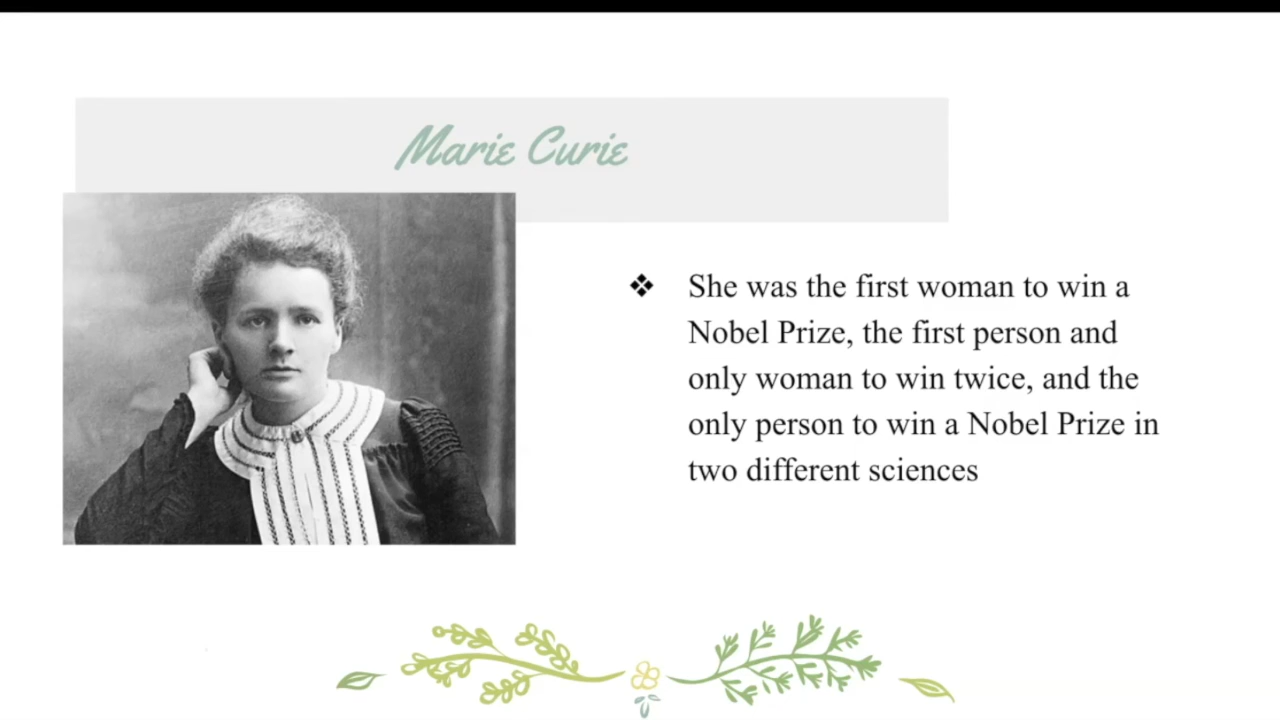 Marie Curie
❖ She was the first woman to win a
Nobel Prize, the first person and
only woman to win twice, and the
only person to win a Nobel Prize in
two different sciences